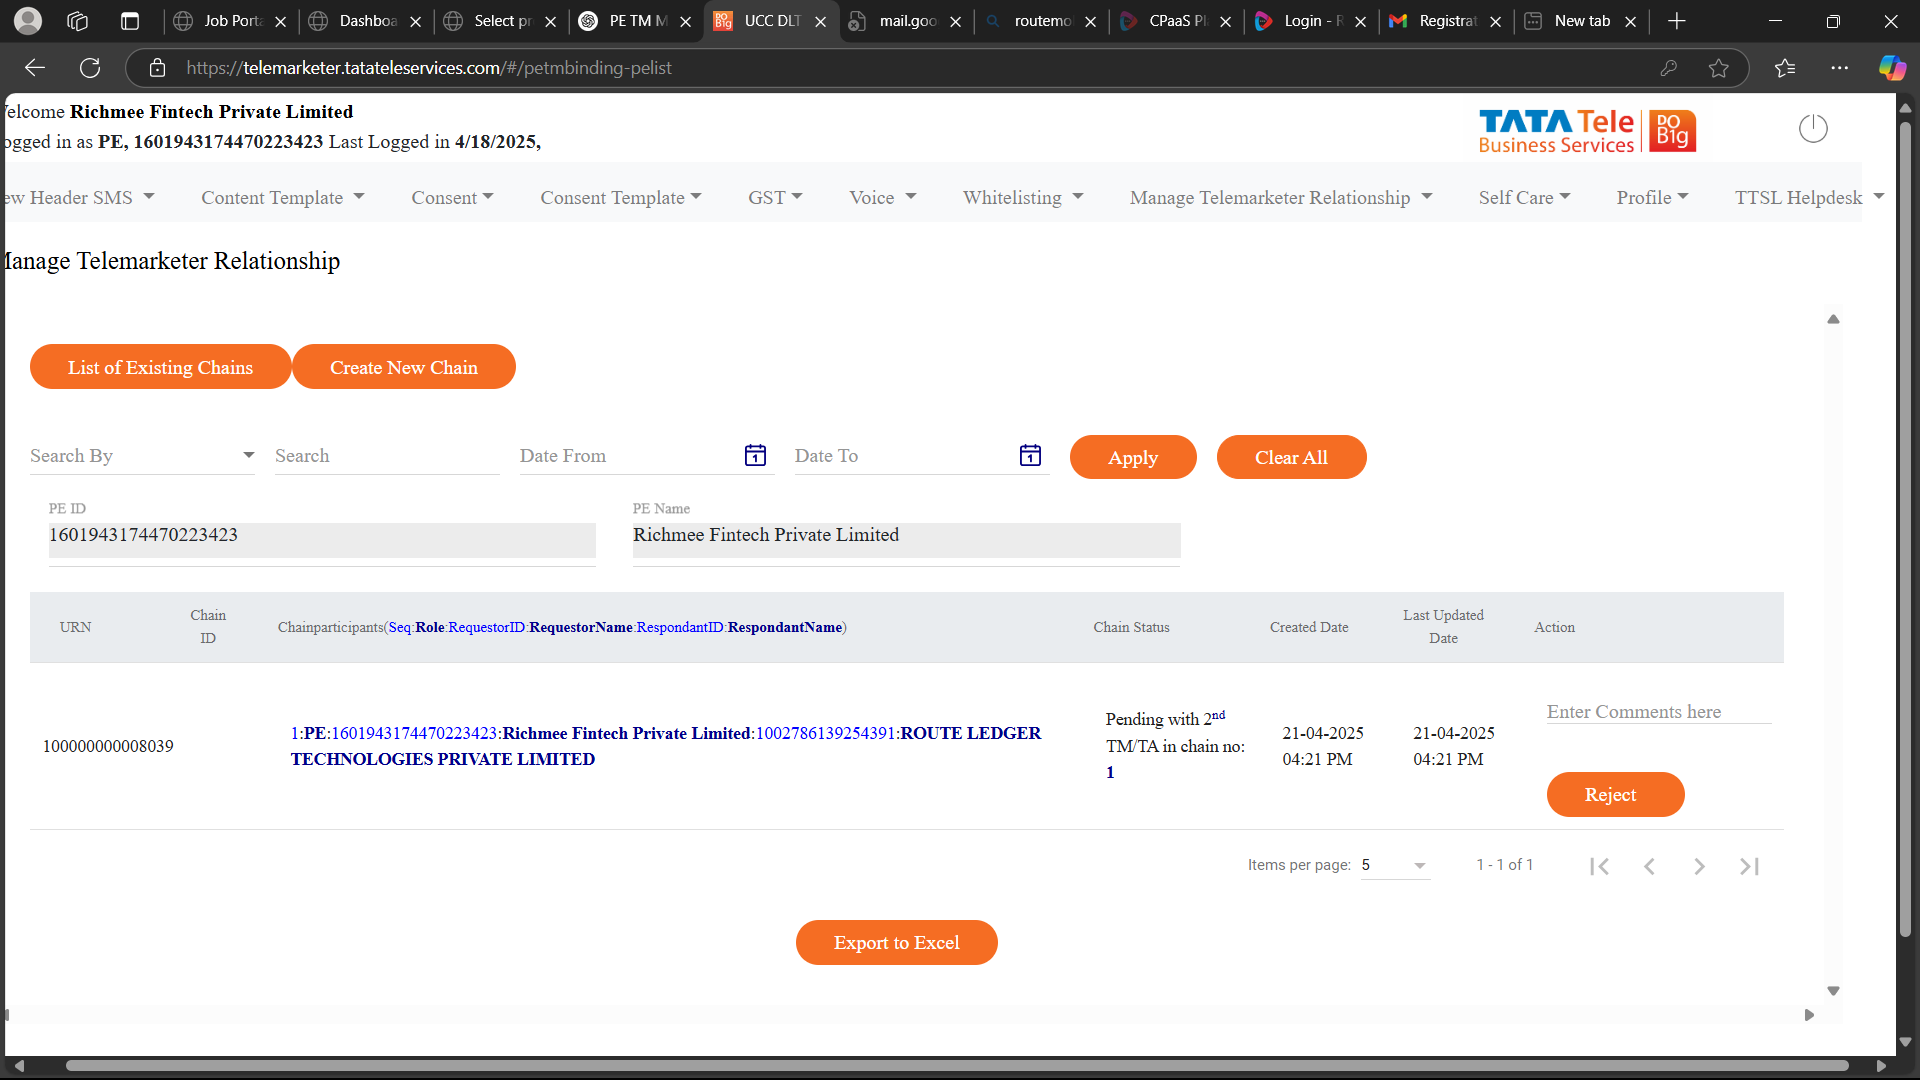 Job Porta
Dashboa
Select pr
PE TM M
UCC DLT
mail.goo
routemo
CPaaS Pl
Login - R
Registrat
New tab
https://telemarketer.tatateleservices.com/#/petmbinding-pelist
elcome Richmee Fintech Private Limited
ogged in as PE, 1601943174470223423 Last Logged in 4/18/2025,
TATA Tele
Business Services
DO
B1g
ew Header SMS
Content Template
Consent
Consent Template
GST
Voice
Whitelisting
Manage Telemarketer Relationship
Self Care
Profile
TTSL Helpdesk
Manage Telemarketer Relationship
List of Existing Chains
Create New Chain
Search By
Search
Date From
1
Date To
1
Apply
Clear All
PE ID
PE Name
1601943174470223423
Richmee Fintech Private Limited
URN
Chain
ID
Chainparticipants(Seq:Role:RequestorID:RequestorName:RespondantID:RespondantName)
Chain Status
Created Date
Last Updated
Date
Action
100000000008039
1:PE:1601943174470223423:Richmee Fintech Private Limited:1002786139254391:ROUTE LEDGER
TECHNOLOGIES PRIVATE LIMITED
Pending with 2nd
TM/TA in chain no:
1
21-04-2025
04:21 PM
21-04-2025
04:21 PM
Enter Comments here
Reject
Items per page: 5
1 - 1 of 1
Export to Excel